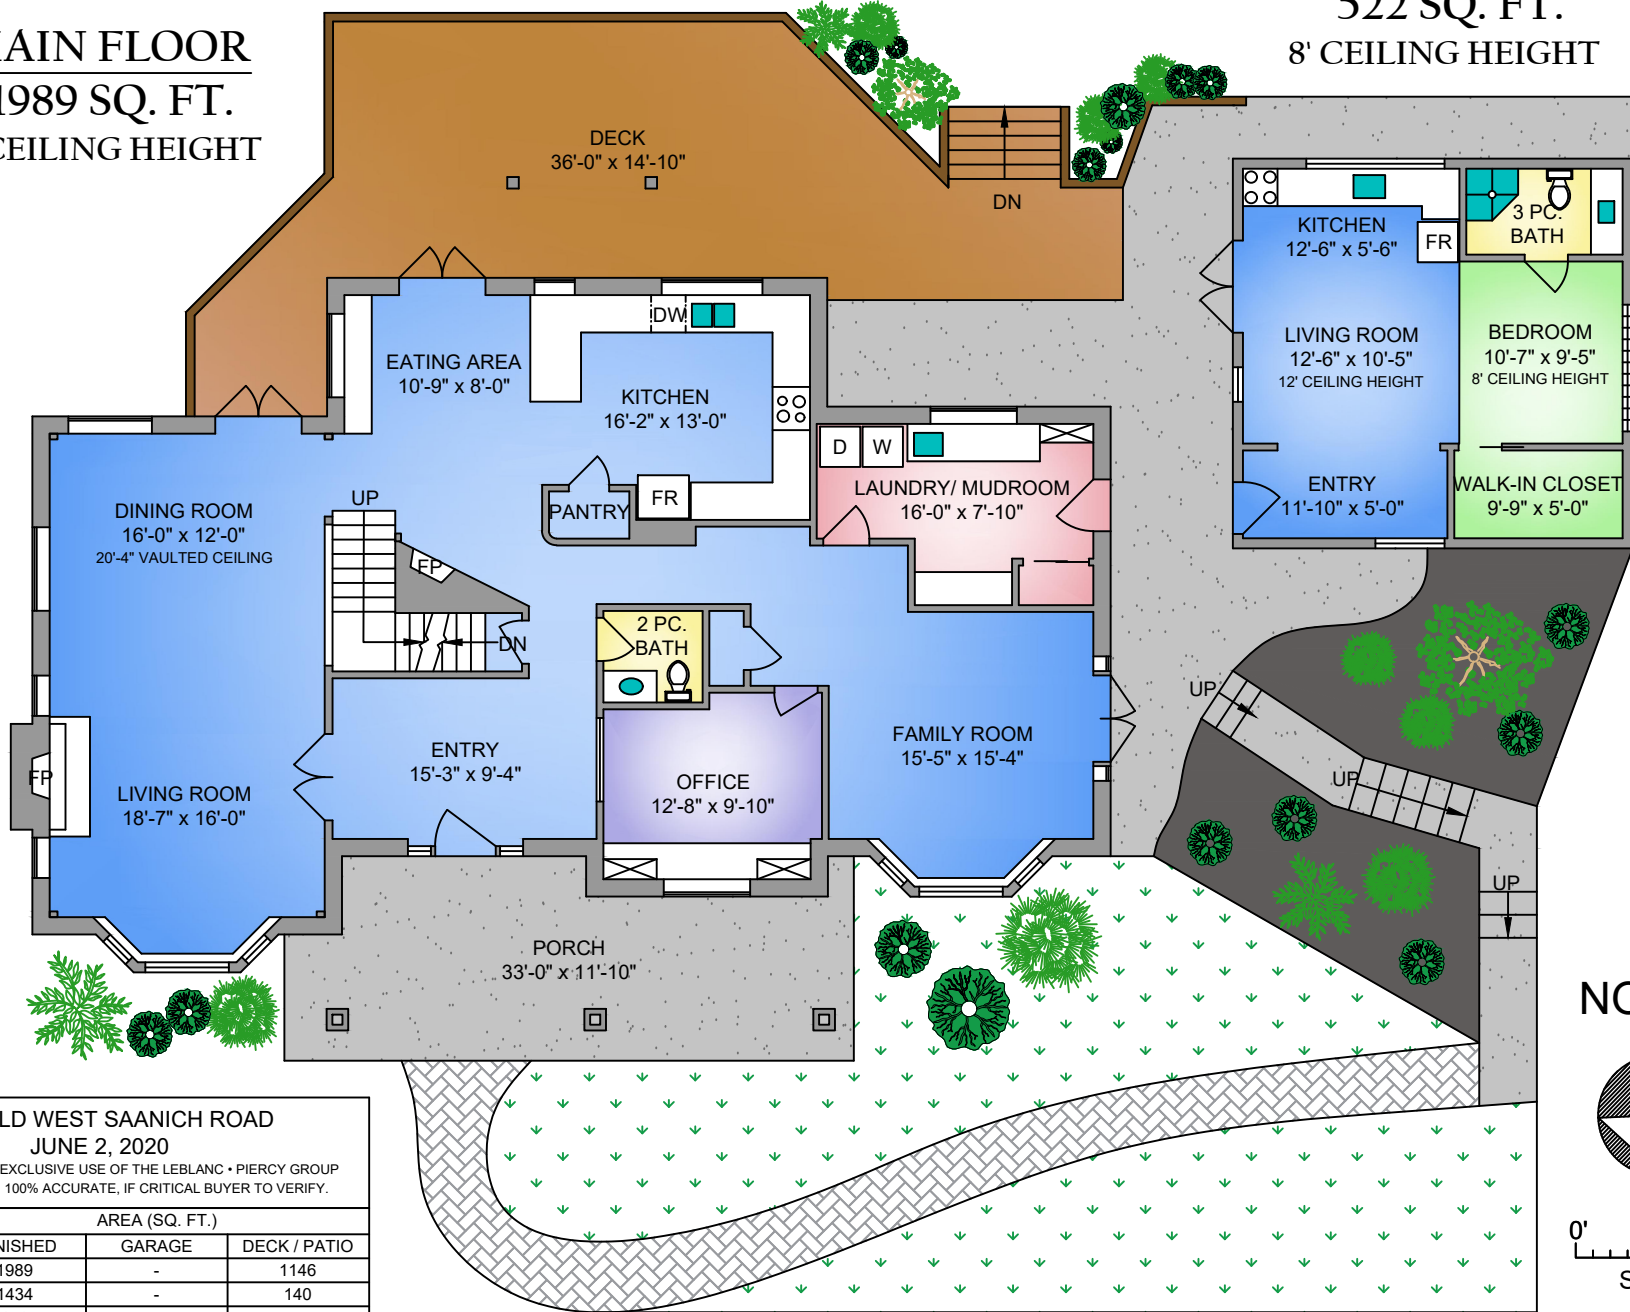 AIN FLOOR
1989 SQ. FT.
CEILING HEIGHT
522 SQ. FT.
8' CEILING HEIGHT
DECK
36'-0" x 14'-10"
DN
KITCHEN
12'-6" x 5'-6"
FR
3 PC.
BATH
LIVING ROOM
12'-6" x 10'-5"
12' CEILING HEIGHT
BEDROOM
10'-7" x 9'-5"
8' CEILING HEIGHT
ENTRY
11'-10" x 5'-0"
WALK-IN CLOSET
9'-9" x 5'-0"
EATING AREA
10'-9" x 8'-0"
DW
KITCHEN
16'-2" x 13'-0"
PANTRY
FR
D
W
LAUNDRY/ MUDROOM
16'-0" x 7'-10"
DINING ROOM
16'-0" x 12'-0"
20'-4" VAULTED CEILING
UP
FP
DN
2 PC.
BATH
ENTRY
15'-3" x 9'-4"
OFFICE
12'-8" x 9'-10"
FAMILY ROOM
15'-5" x 15'-4"
FP
LIVING ROOM
18'-7" x 16'-0"
UP
UP
UP
PORCH
33'-0" x 11'-10"
LD WEST SAANICH ROAD
JUNE 2, 2020
EXCLUSIVE USE OF THE LEBLANC • PIERCY GROUP
100% ACCURATE, IF CRITICAL BUYER TO VERIFY.
AREA (SQ. FT.)
NISHED GARAGE DECK / PATIO
1989 - 1146
1434 - 140
NO
0'
S